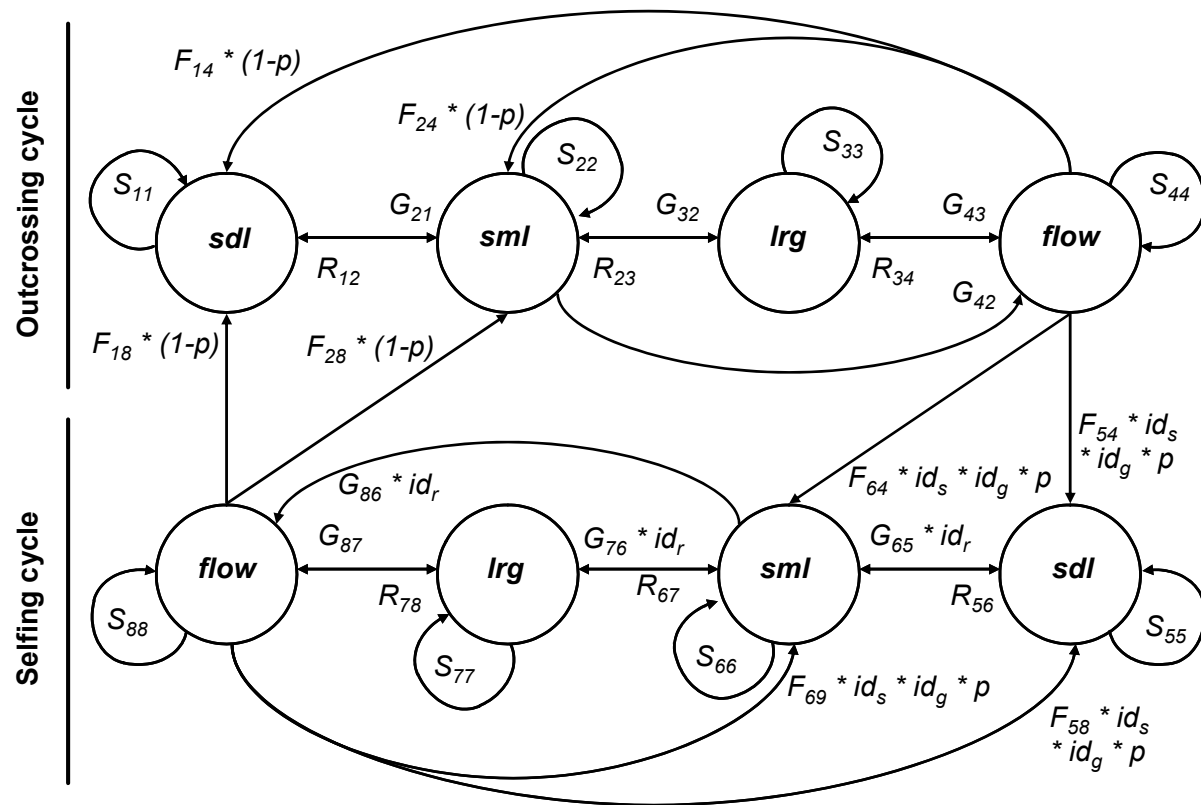 Outcrossing cycle
F14 * (1-p)
F24 * (1-p)
S11
S22
S33
S44
sdl
G21
sml
G32
lrg
G43
flow
R12
R23
R34
G42
F18 * (1-p)
F28 * (1-p)
Selfing cycle
F54 * ids
* idg * p
F64 * ids * idg * p
G86 * idr
flow
G87
lrg
G76 * idr
sml
G65 * idr
sdl
R78
R67
R56
S88
S77
S66
S55
F69 * ids * idg * p
F58 * ids
* idg * p